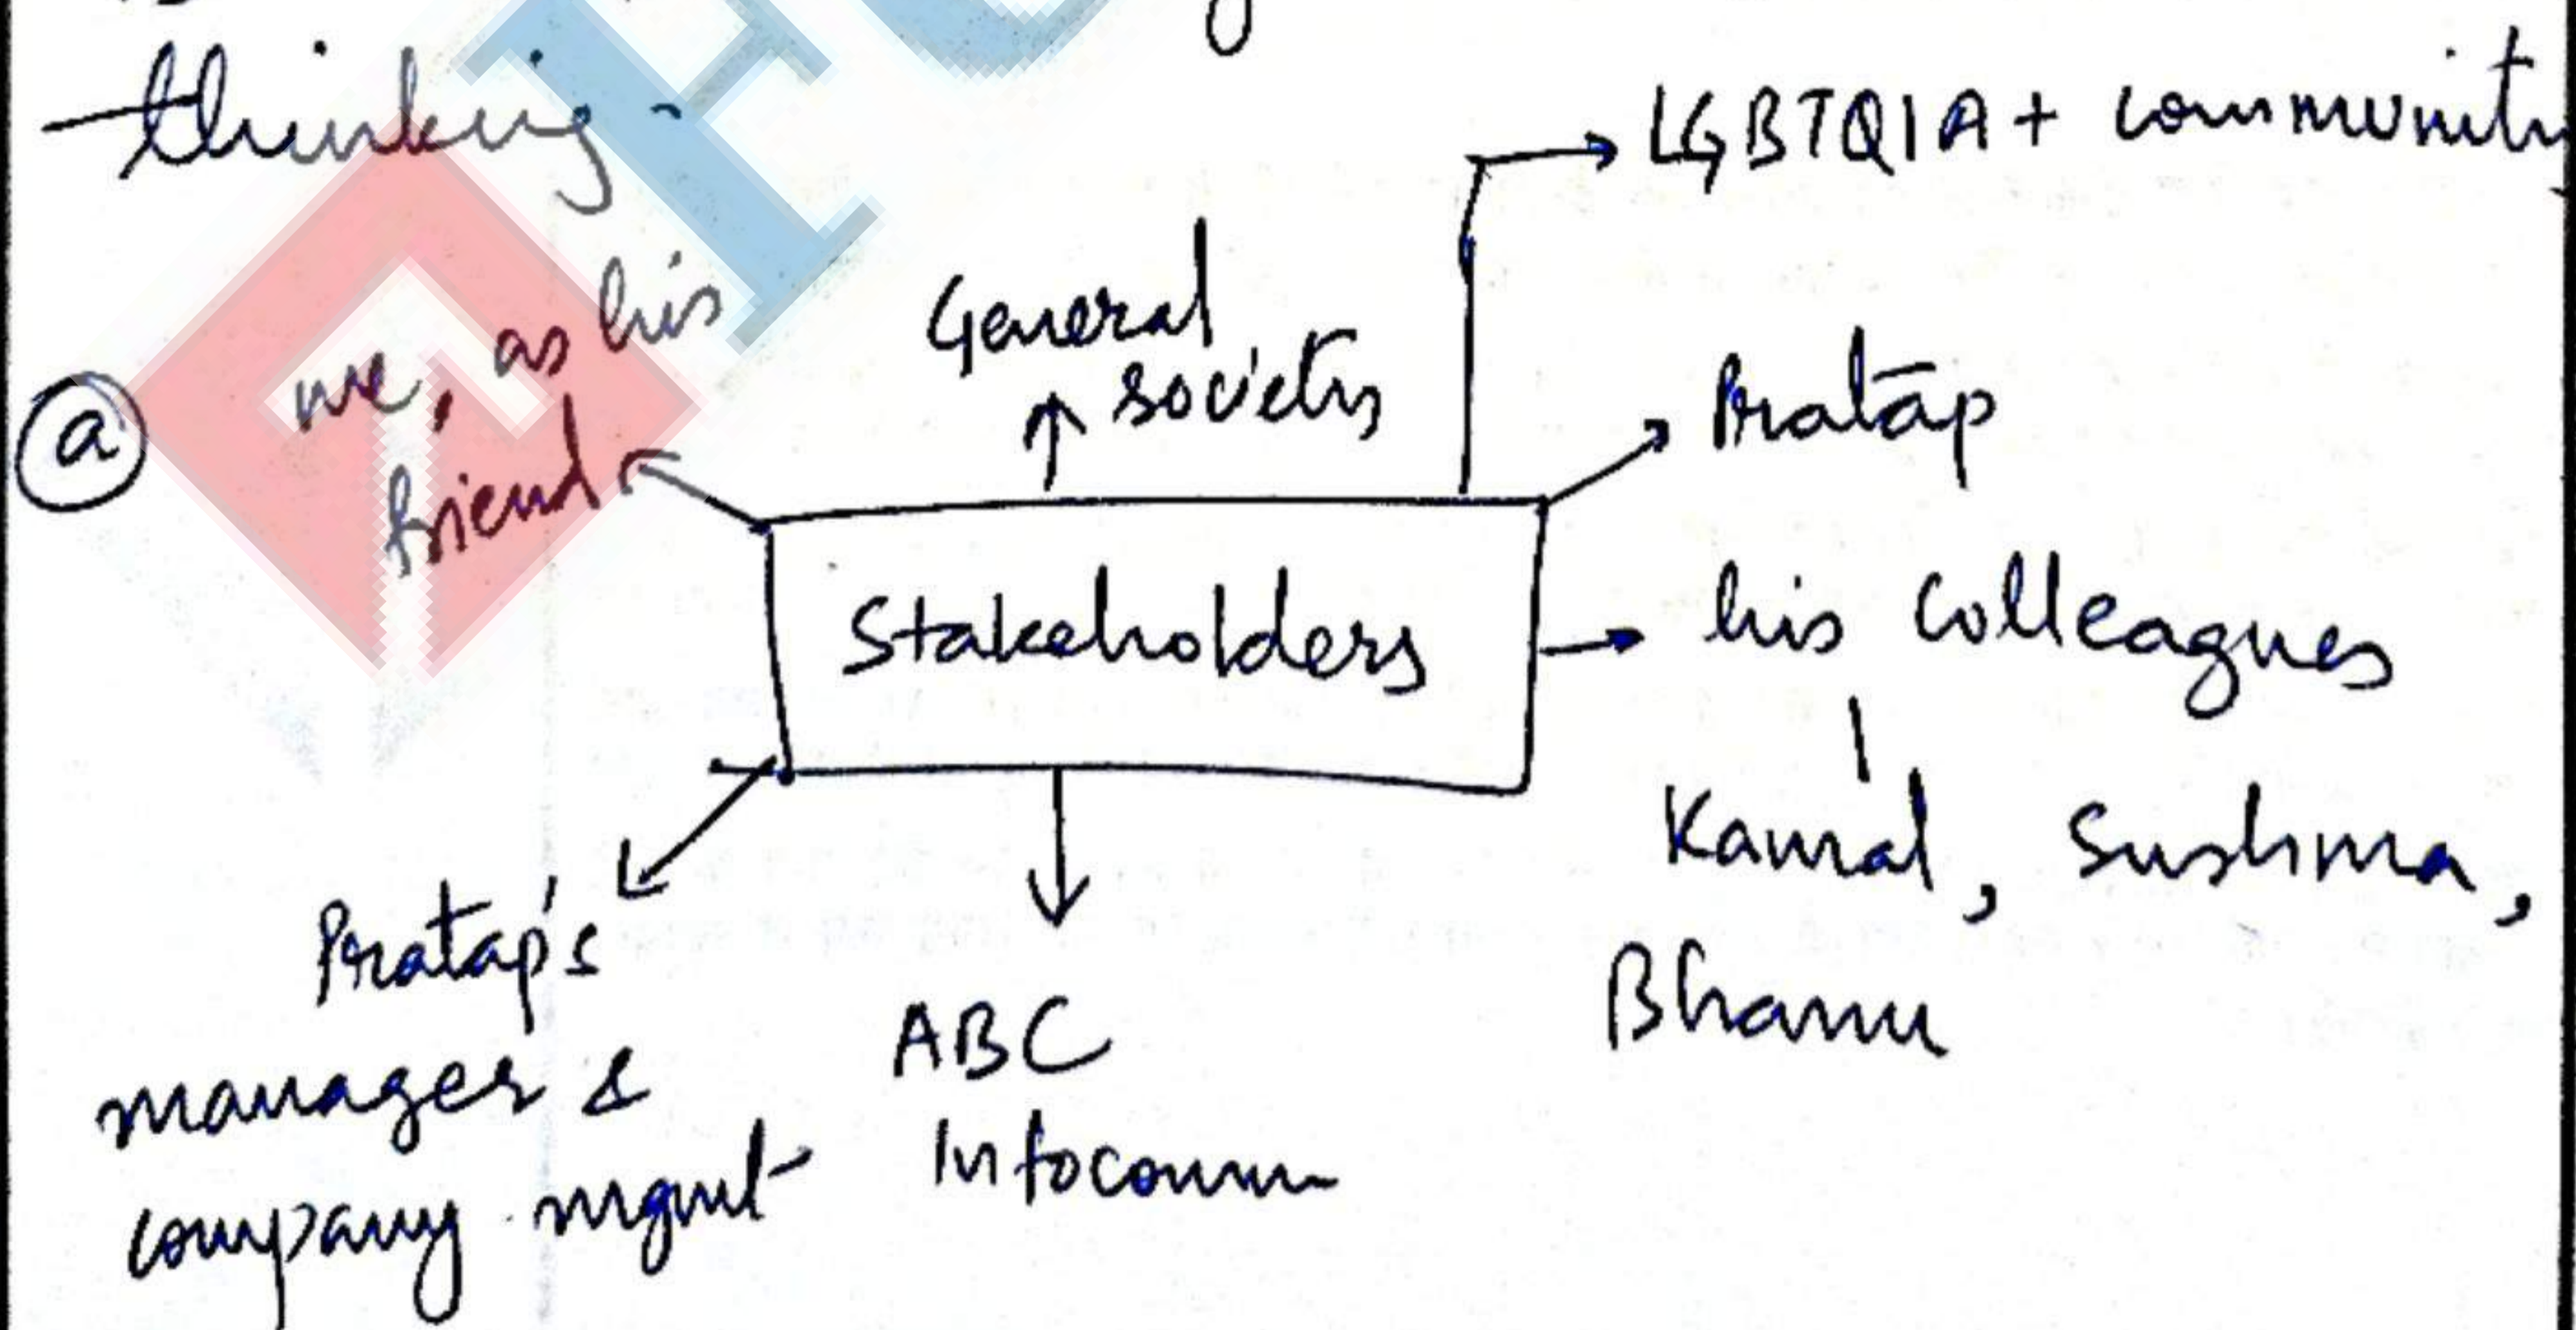 thinking -
LGBTQIA+ community
General
society
me, as his
friend
(a)
Pratap
Stakeholders
his colleagues
Kamal, Sushma,
Bhanu
Pratap's
manager &
company mgmt
ABC
Infocomm